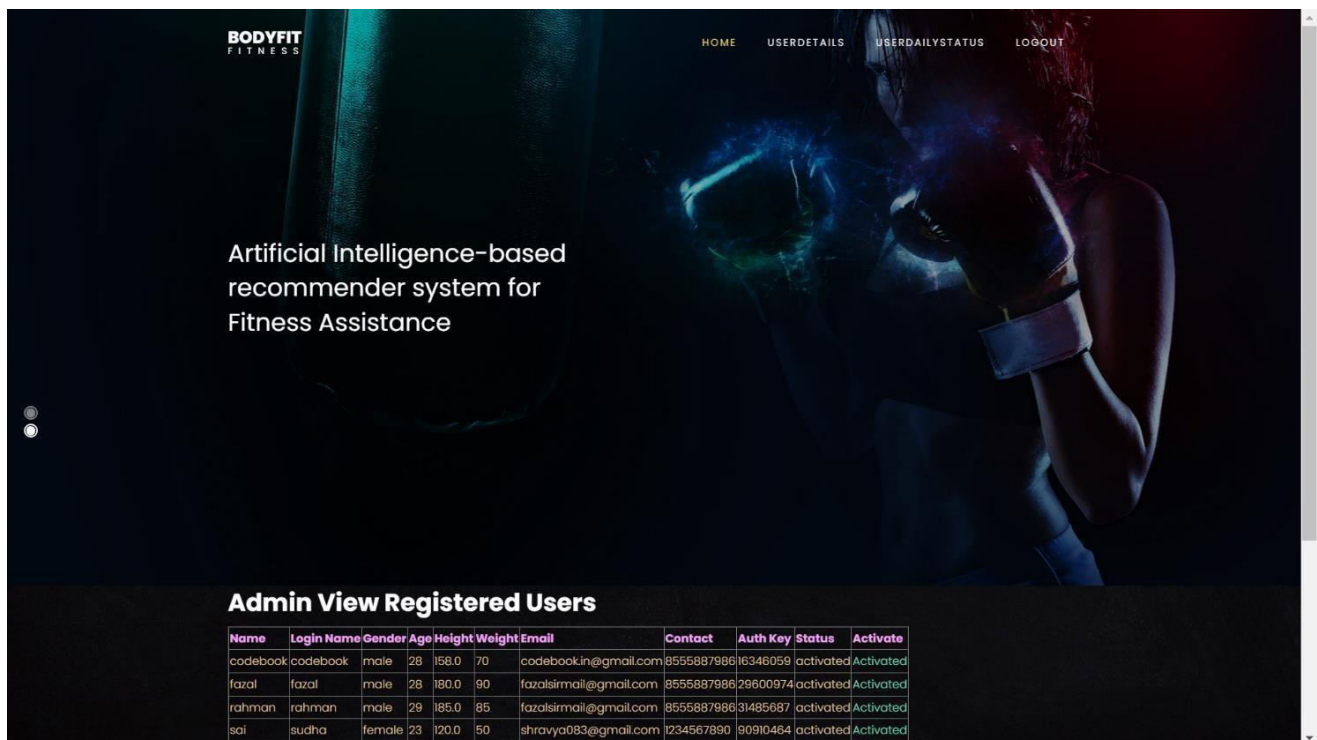 BODYFIT
FITNESS
HOME USERDETAILS USERDAILYSTATUS LOGOUT
Artificial Intelligence-based
recommender system for
Fitness Assistance
Admin View Registered Users
Name Login Name Gender Age Height Weight Email Contact Auth Key Status Activate
codebook codebook male 28 158.0 70 codebook.in@gmail.com 8555887986 16346059 activated Activated
fazal fazal male 28 180.0 90 fazalsirmail@gmail.com 8555887986 29600974 activated Activated
rahman rahman male 29 185.0 85 fazalsirmail@gmail.com 8555887986 31485687 activated Activated
sai sudha female 23 120.0 50 shravya083@gmail.com 1234567890 90910464 activated Activated